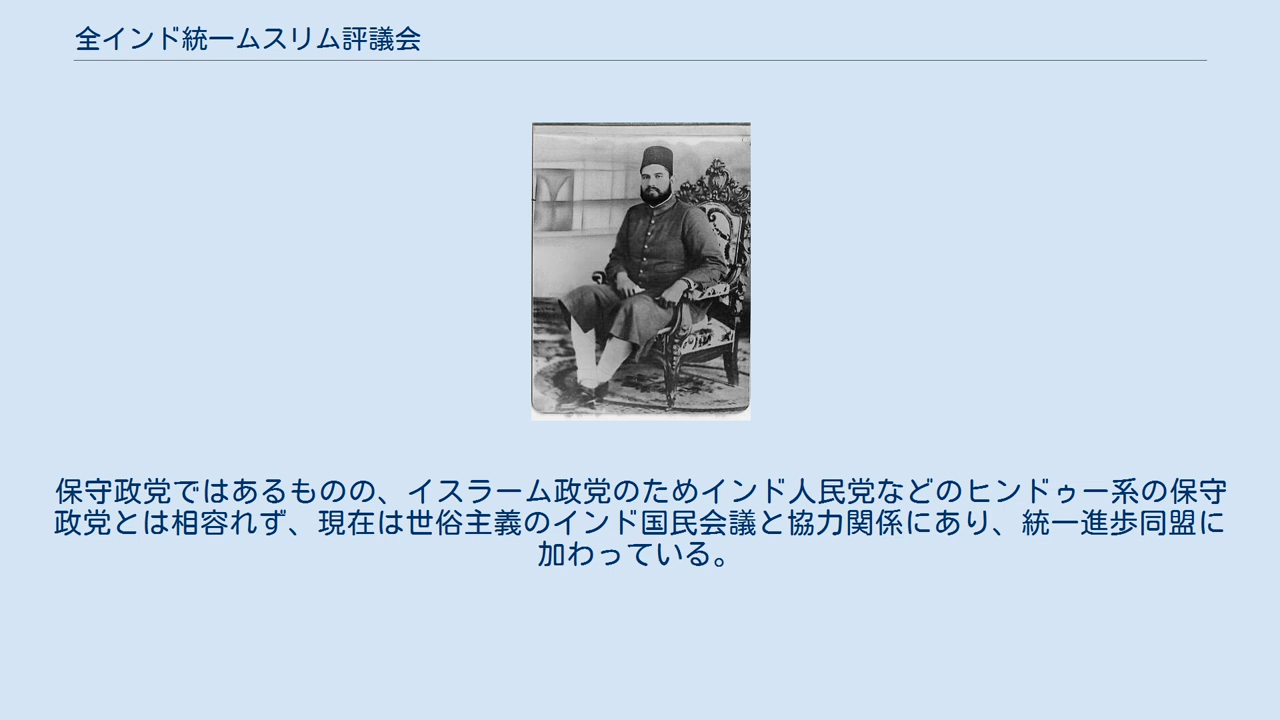 全インド統一ムスリム評議会
保守政党ではあるものの、イスラーム政党のためインド人民党などのヒンドゥー系の保守
政党とは相容れず、現在は世俗主義のインド国民会議と協力関係にあり、統一進歩同盟に
加わっている。